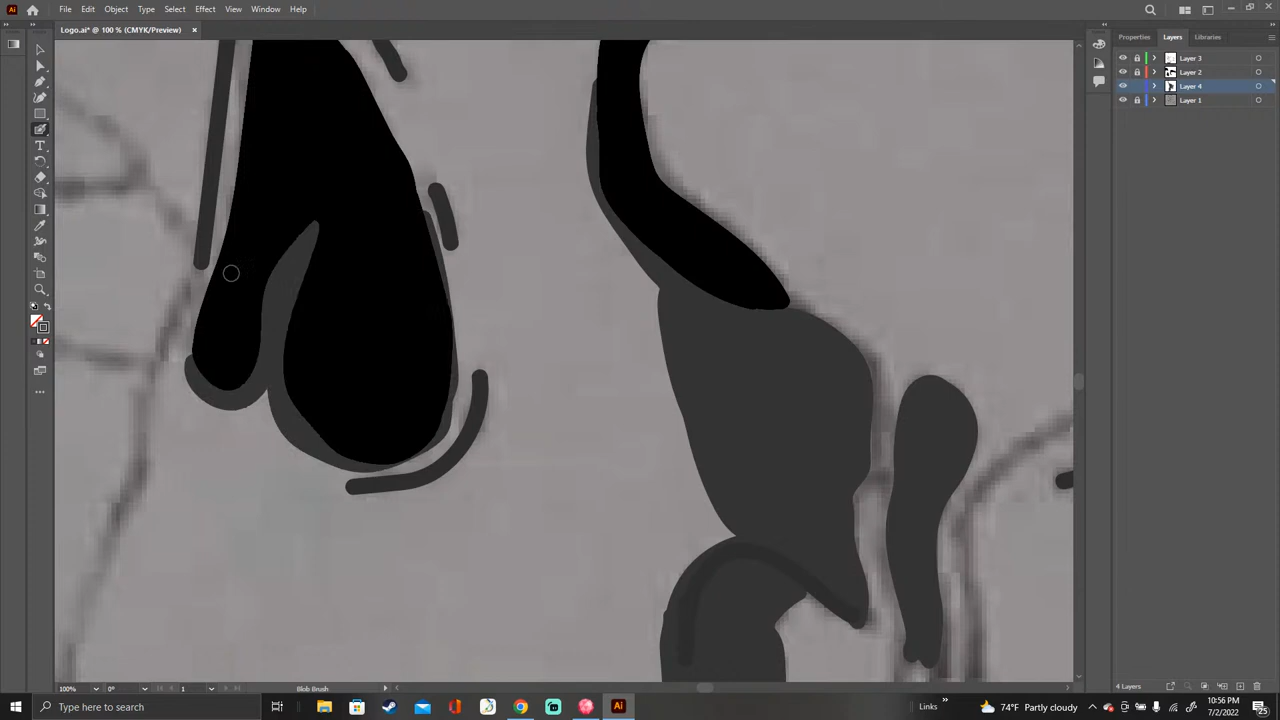 Ai File Edit Object Type Select Effect View Window Help
Logo.ai* @ 100 % (CMYK/Preview) ×
Properties Layers Libraries
Layer 3
Layer 2
Layer 4
Layer 1
100% 0° 1 Blob Brush 4 Layers
Type here to search Ai Links 74°F Partly cloudy 10:56 PM
7/2/2022